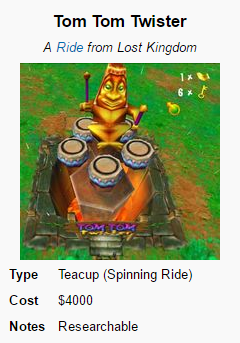 Tom Tom Twister
A Ride from Lost Kingdom
1 ×
6 ×
TOM TOM
Type Teacup (Spinning Ride)
Cost $4000
Notes Researchable